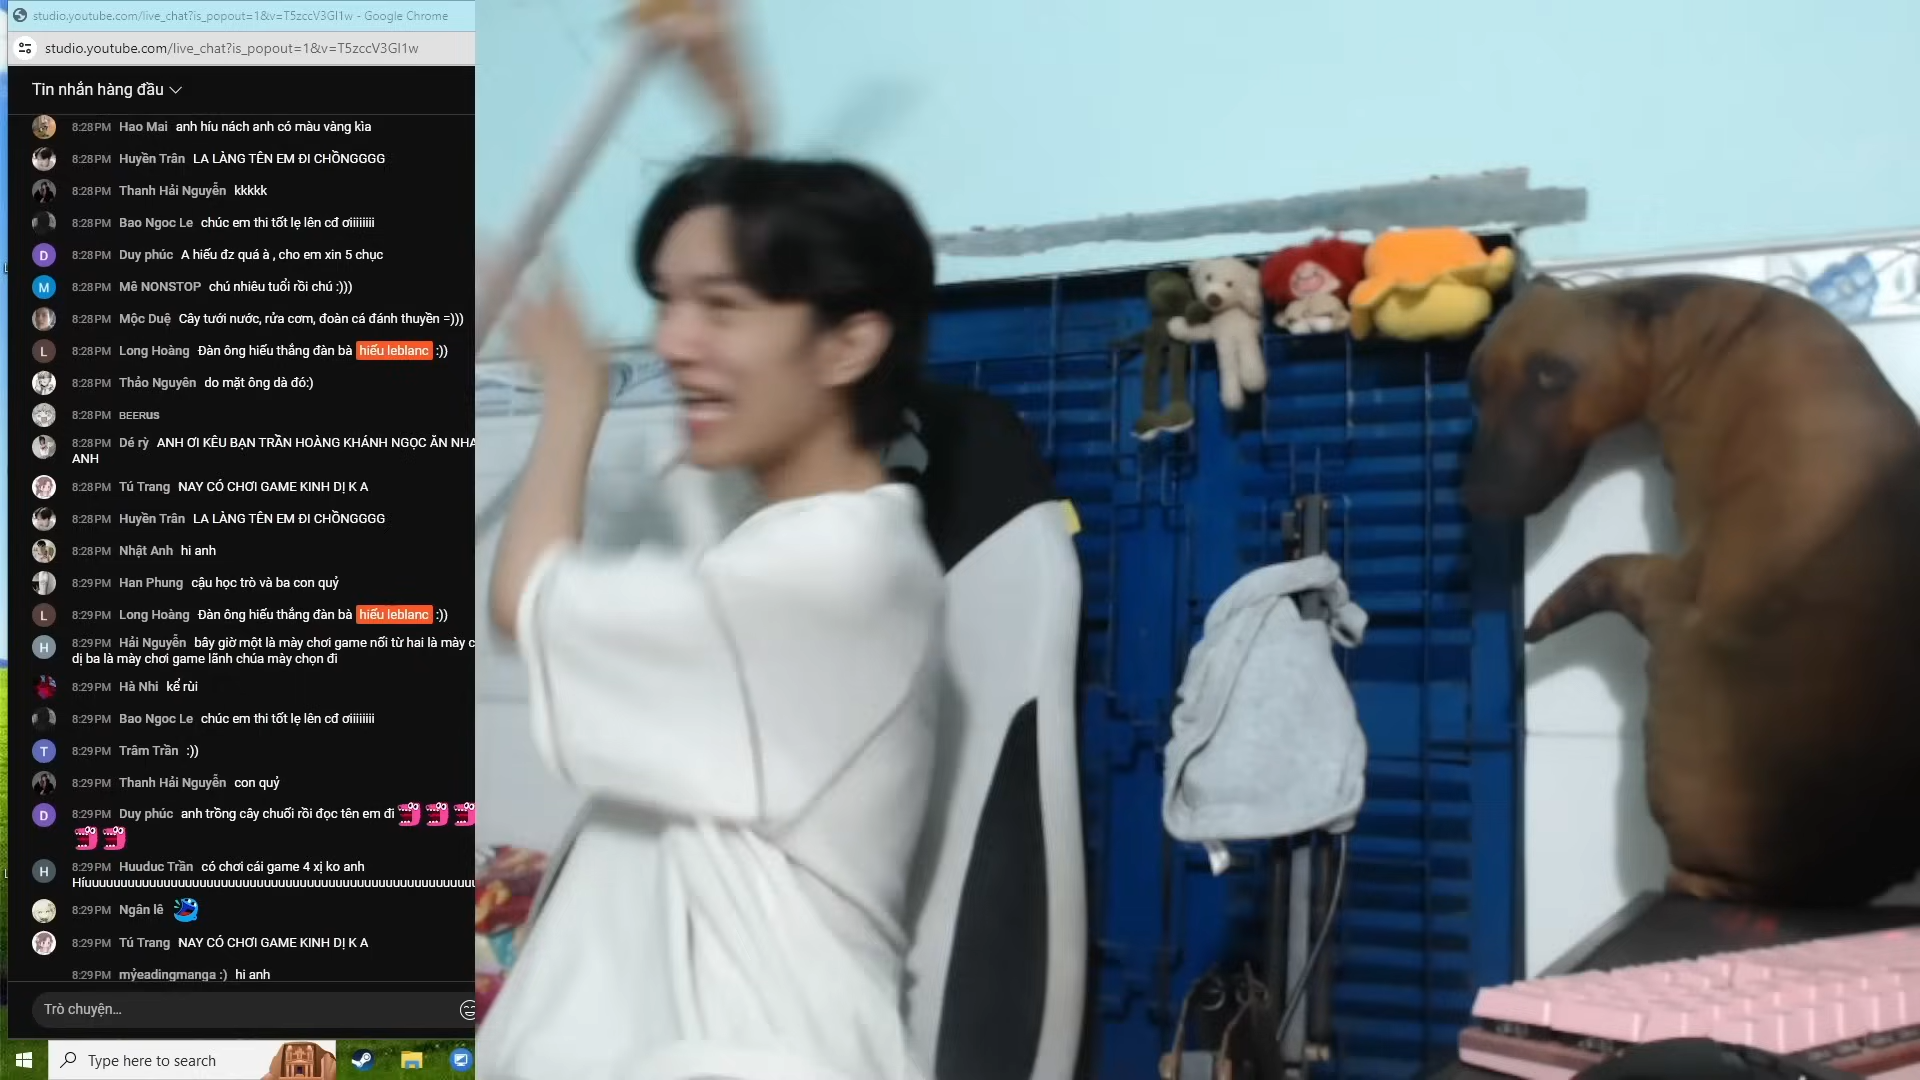 studio.youtube.com/live_chat?is_popout=1&v=T5zccV3Gl1w - Google Chrome
studio.youtube.com/live_chat?is_popout=1&v=T5zccV3Gl1w
Tin nhắn hàng đầu
8:28 PM Hao Mai anh híu nách anh có màu vàng kìa
8:28 PM Huyền Trân LA LÀNG TÊN EM ĐI CHỒNGGGG
8:28 PM Thanh Hải Nguyễn kkkkk
8:28 PM Bao Ngoc Le chúc em thi tốt lẹ lên cđ ơiiiiiiii
D 8:28 PM Duy phúc A hiếu đz quá à , cho em xin 5 chục
M 8:28 PM Mê NONSTOP chú nhiêu tuổi rồi chú :)))
8:28 PM Mộc Duệ Cây tưới nước, rửa cơm, đoàn cá đánh thuyền =)))
L 8:28 PM Long Hoàng Đàn ông hiếu thắng đàn bà hiếu leblanc :))
8:28 PM Thảo Nguyên do mặt ông dà đó:)
8:28 PM BEERus
8:28 PM Dé rỳ ANH ƠI KÊU BẠN TRẦN HOÀNG KHÁNH NGỌC ĂN NHA
ANH
8:28 PM Tú Trang NAY CÓ CHƠI GAME KINH DỊ K A
8:28 PM Huyền Trân LA LÀNG TÊN EM ĐI CHỒNGGGG
8:28 PM Nhật Anh hi anh
8:29 PM Han Phung cậu học trò và ba con quỷ
L 8:29 PM Long Hoàng Đàn ông hiếu thắng đàn bà hiếu leblanc :))
H 8:29 PM Hải Nguyễn bây giờ một là mày chơi game nối từ hai là mày c
dị ba là mày chơi game lãnh chúa mày chọn đi
8:29 PM Hà Nhi kể rùi
8:29 PM Bao Ngoc Le chúc em thi tốt lẹ lên cđ ơiiiiiiii
T 8:29 PM Trâm Trần :))
8:29 PM Thanh Hải Nguyễn con quỷ
D 8:29 PM Duy phúc anh trồng cây chuối rồi đọc tên em đi
H 8:29 PM Huuduc Trần có chơi cái game 4 xị ko anh
Híuuuuuuuuuuuuuuuuuuuuuuuuuuuuuuuuuuuuuuuuuuuuuuuuuuuuuu
8:29 PM Ngân lê
8:29 PM Tú Trang NAY CÓ CHƠI GAME KINH DỊ K A
8:29 PM mỷeadingmanga :) hi anh
Trò chuyện...
Type here to search